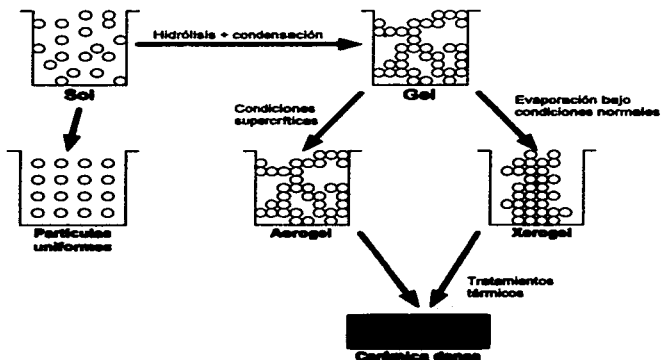 Hidrólisis + condensación
Sol
Gel
Condiciones
supercríticas
Evaporación bajo
condiciones normales
Partículas
uniformes
Aerogel
Xerogel
Tratamientos
térmicos
Cerámica densa